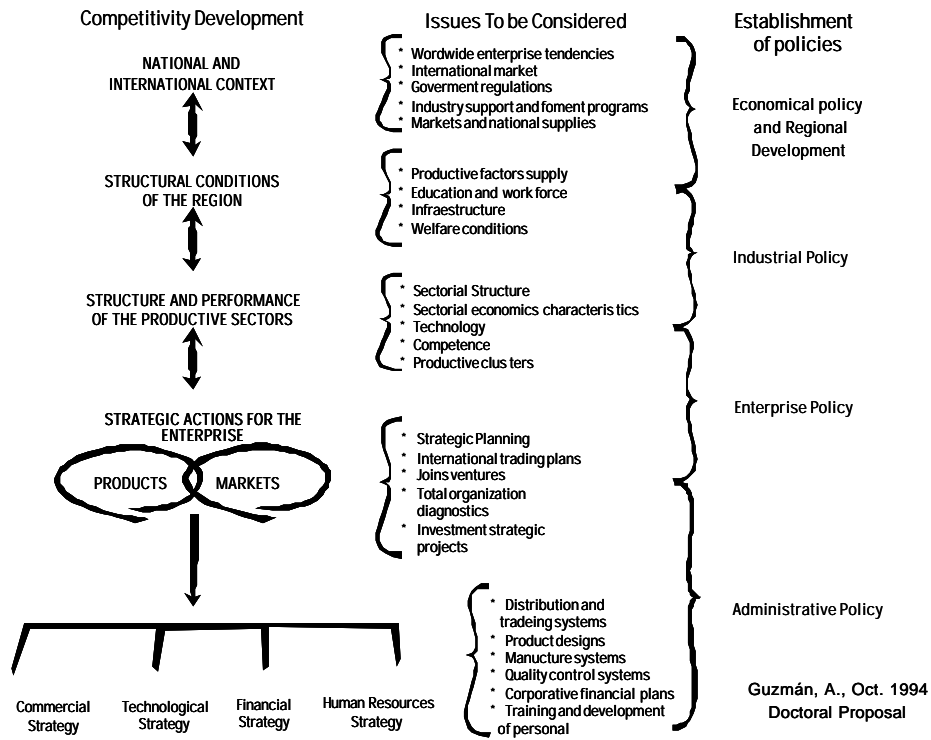 Competitivity Development
Issues To be Considered
Establishment
of policies
NATIONAL AND
INTERNATIONAL CONTEXT
* Wordwide enterprise tendencies
* International market
* Goverment regulations
* Industry support and foment programs
* Markets and national supplies
Economical policy
and Regional
Development
STRUCTURAL CONDITIONS
OF THE REGION
* Productive factors supply
* Education and work force
* Infraestructure
* Welfare conditions
Industrial Policy
STRUCTURE AND PERFORMANCE
OF THE PRODUCTIVE SECTORS
* Sectorial Structure
* Sectorial economics characteristics
* Technology
* Competence
* Productive clusters
Enterprise Policy
STRATEGIC ACTIONS FOR THE
ENTERPRISE
PRODUCTS
MARKETS
* Strategic Planning
* International trading plans
* Joins ventures
* Total organization
diagnostics
* Investment strategic
projects
* Distribution and
tradeing systems
* Product designs
* Manucture systems
* Quality control systems
* Corporative financial plans
* Training and development
of personal
Administrative Policy
Commercial
Strategy
Technological
Strategy
Financial
Strategy
Human Resources
Strategy
Guzmán, A., Oct. 1994
Doctoral Proposal